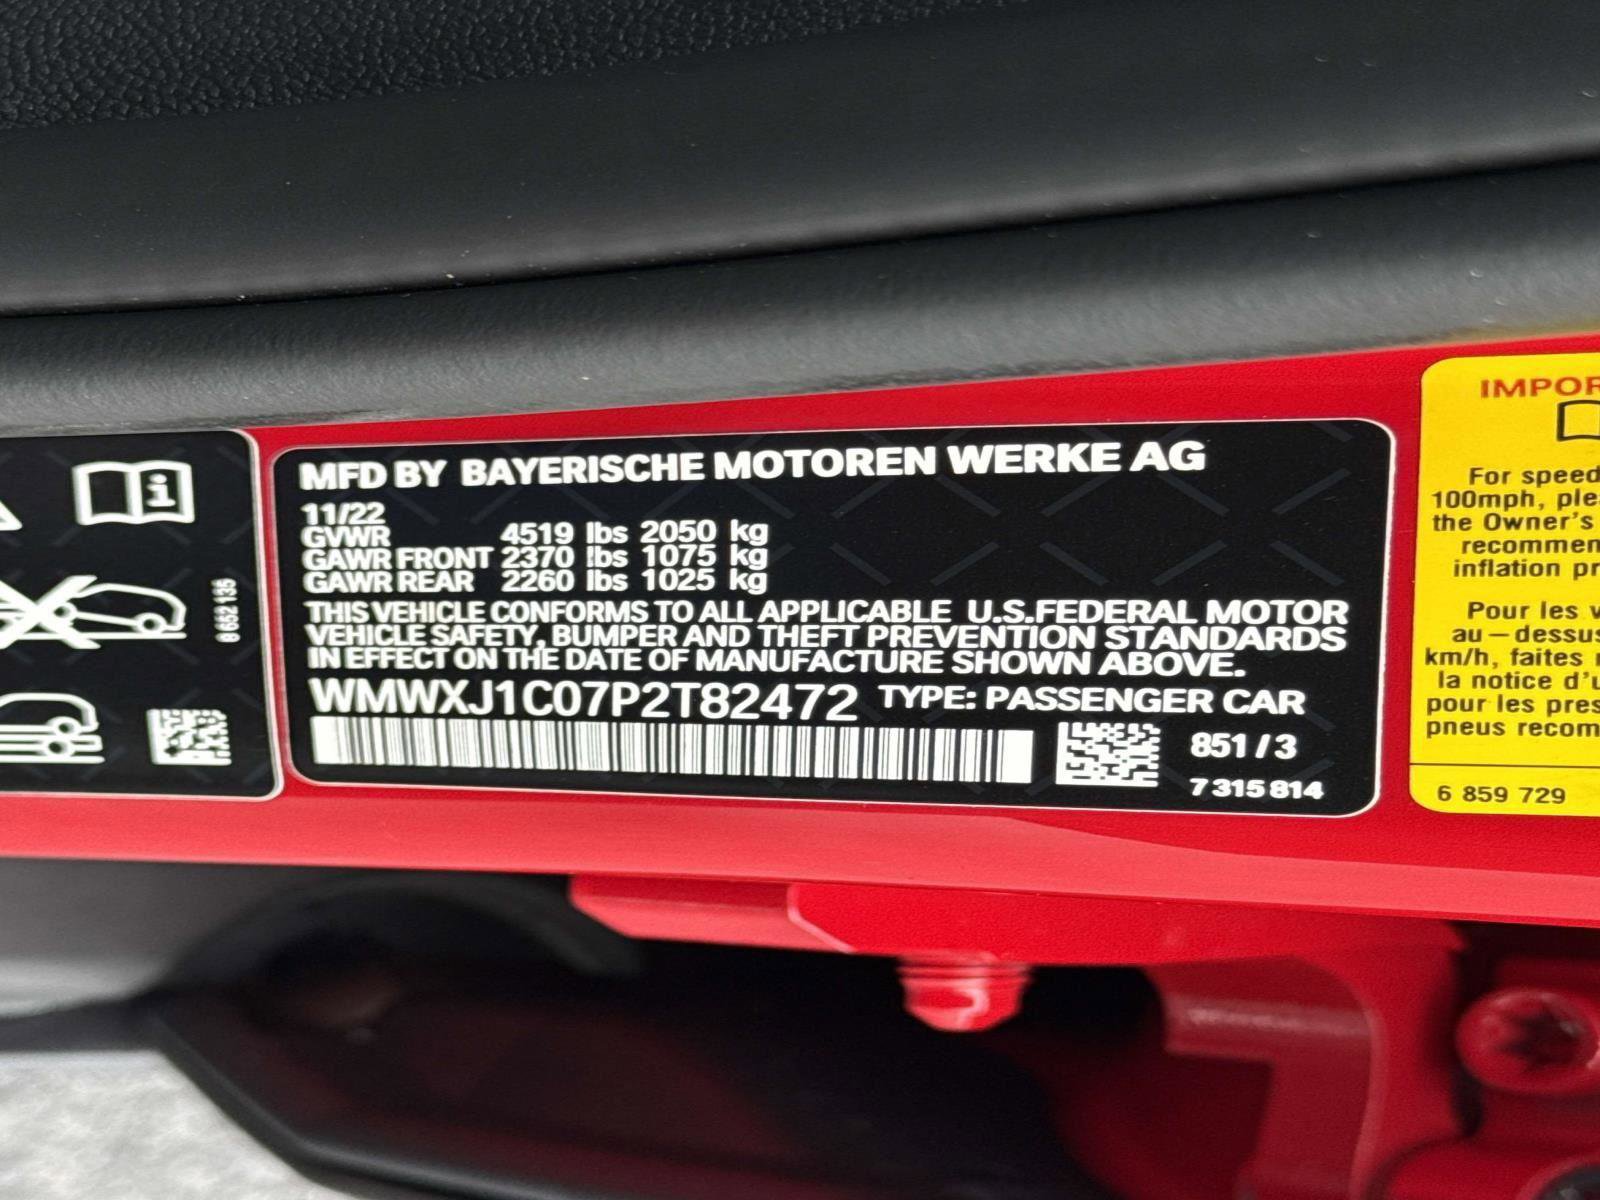 8 652 135
MFD BY BAYERISCHE MOTOREN WERKE AG
11/22
GVWR 4519 lbs 2050 kg
GAWR FRONT 2370 lbs 1075 kg
GAWR REAR 2260 lbs 1025 kg
THIS VEHICLE CONFORMS TO ALL APPLICABLE U.S.FEDERAL MOTOR
VEHICLE SAFETY, BUMPER AND THEFT PREVENTION STANDARDS
IN EFFECT ON THE DATE OF MANUFACTURE SHOWN ABOVE.
WMWXJ1C07P2T82472 TYPE: PASSENGER CAR
851/3
7 315 814
IMPOR
For speed
100mph, ple
the Owner's
recommen
inflation pr
Pour les v
au-dessus
km/h, faites
la notice d'u
pour les pres
pneus recom
6 859 729